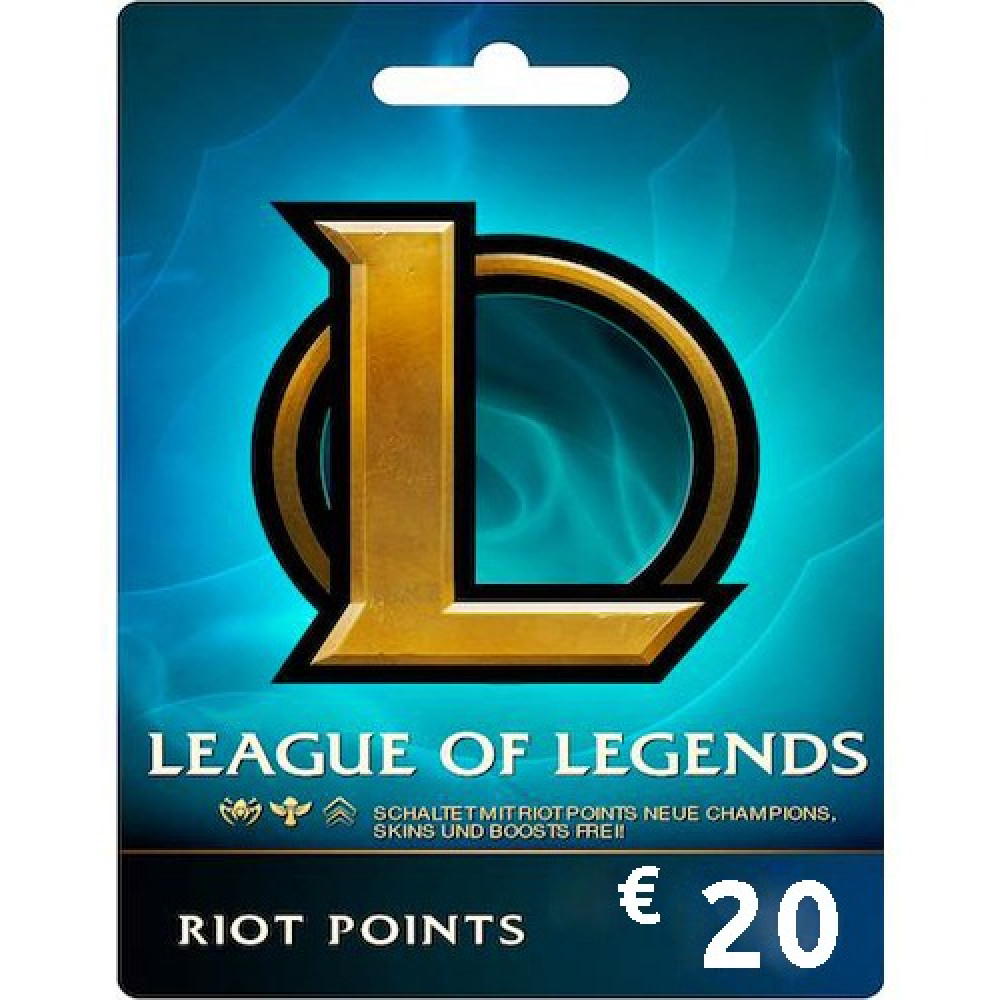 L
LEAGUE OF LEGENDS
SCHALTET MIT RIOT POINTS NEUE CHAMPIONS,
SKINS UND BOOSTS FREI!
RIOT POINTS
€ 20